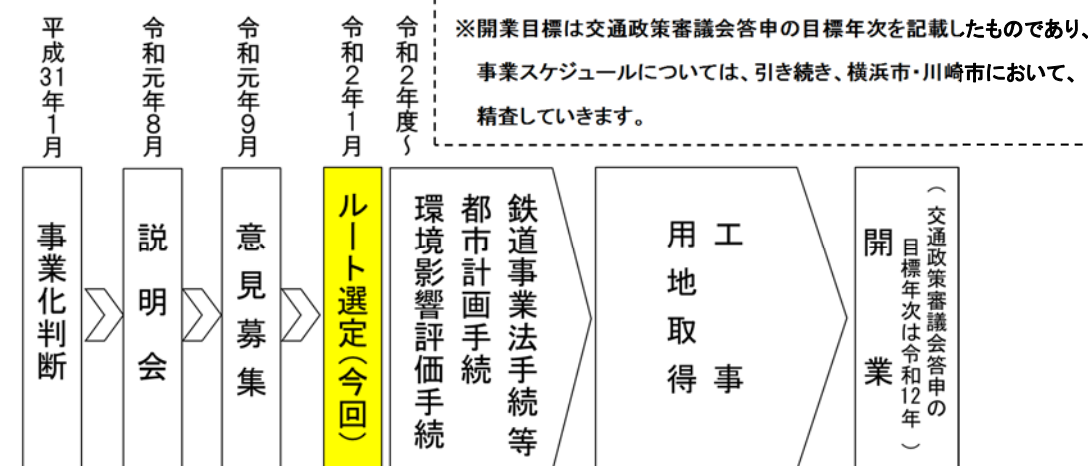 平成31年1月
令和元年8月
令和元年9月
令和2年1月
令和2年度~
※開業目標は交通政策審議会答申の目標年次を記載したものであり、
事業スケジュールについては、引き続き、横浜市・川崎市において、
精査していきます。
事業化判断
説明会
意見募集
ルート選定(今回)
鉄道事業法手続 等
都市計画手続
環境影響評価手続
工事
用地取得
開業
(交通政策審議会答申の
目標年次は令和12年)